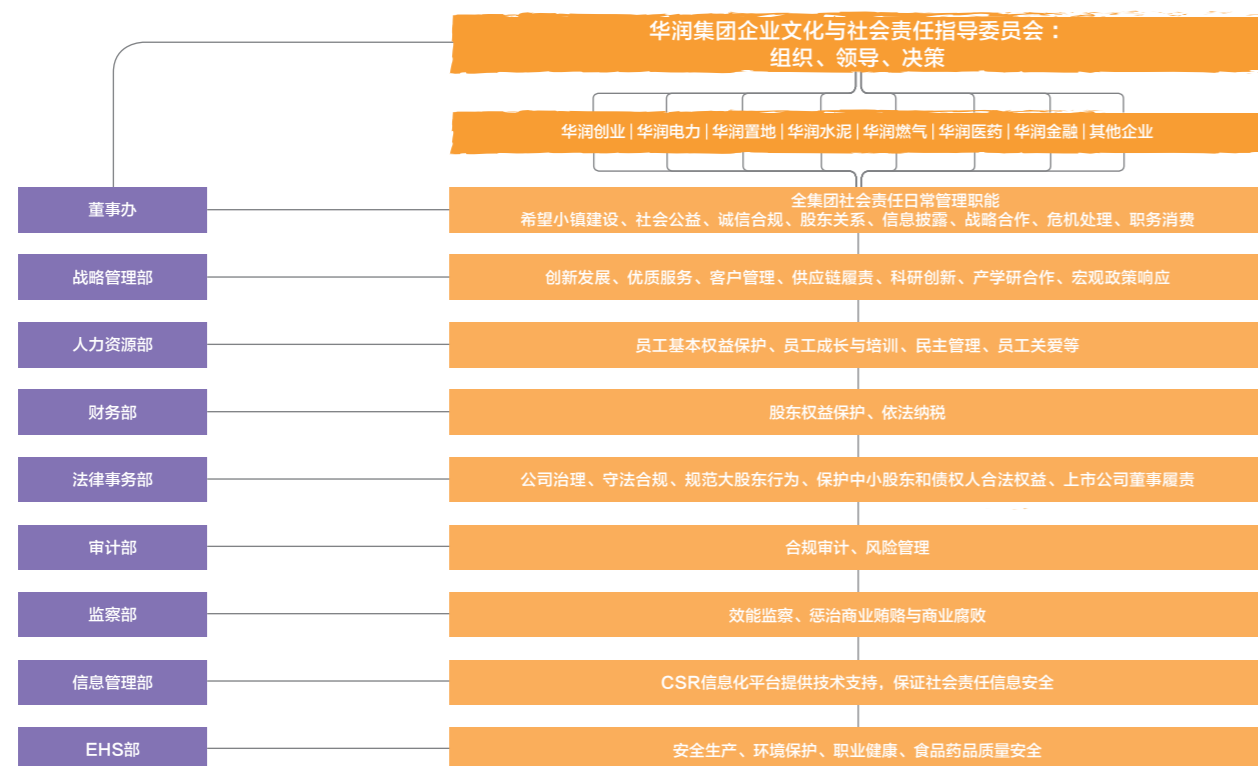 华润集团企业文化与社会责任指导委员会：
组织、领导、决策
华润创业|华润电力|华润置地|华润水泥|华润燃气|华润医药|华润金融|其他企业
董事办
全集团社会责任日常管理职能
希望小镇建设、社会公益、诚信合规、股东关系、信息披露、战略合作、危机处理、职务消费
战略管理部
创新发展、优质服务、客户管理、供应链履责、科研创新、产学研合作、宏观政策响应
人力资源部
员工基本权益保护、员工成长与培训、民主管理、员工关爱等
财务部
股东权益保护、依法纳税
法律事务部
公司治理、守法合规、规范大股东行为、保护中小股东和债权人合法权益、上市公司董事履责
审计部
合规审计、风险管理
监察部
效能监察、惩治商业贿赂与商业腐败
信息管理部
CSR信息化平台提供技术支持，保证社会责任信息安全
EHS部
安全生产、环境保护、职业健康、食品药品质量安全